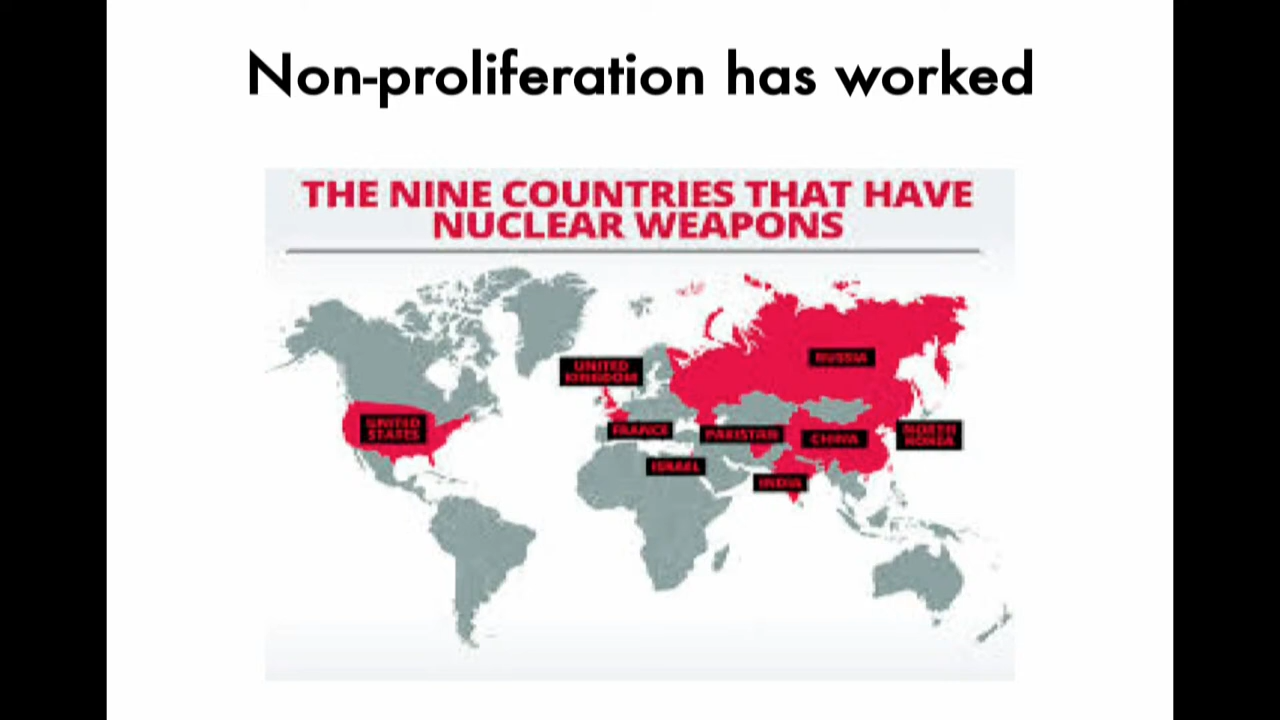 Non-proliferation has worked
THE NINE COUNTRIES THAT HAVE
NUCLEAR WEAPONS
RUSSIA
UNITED
KINGDOM
UNITED
STATES
FRANCE
PAKISTAN
CHINA
NORTH
KOREA
ISRAEL
INDIA